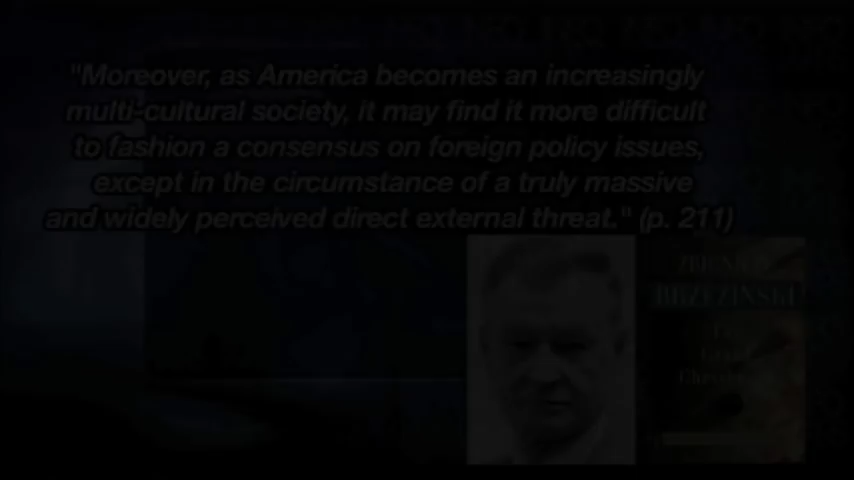 "Moreover, as America becomes an increasingly
multi-cultural society, it may find it more difficult
to fashion a consensus on foreign policy issues,
except in the circumstance of a truly massive
and widely perceived direct external threat." (p. 211)
BRZEZINSKI